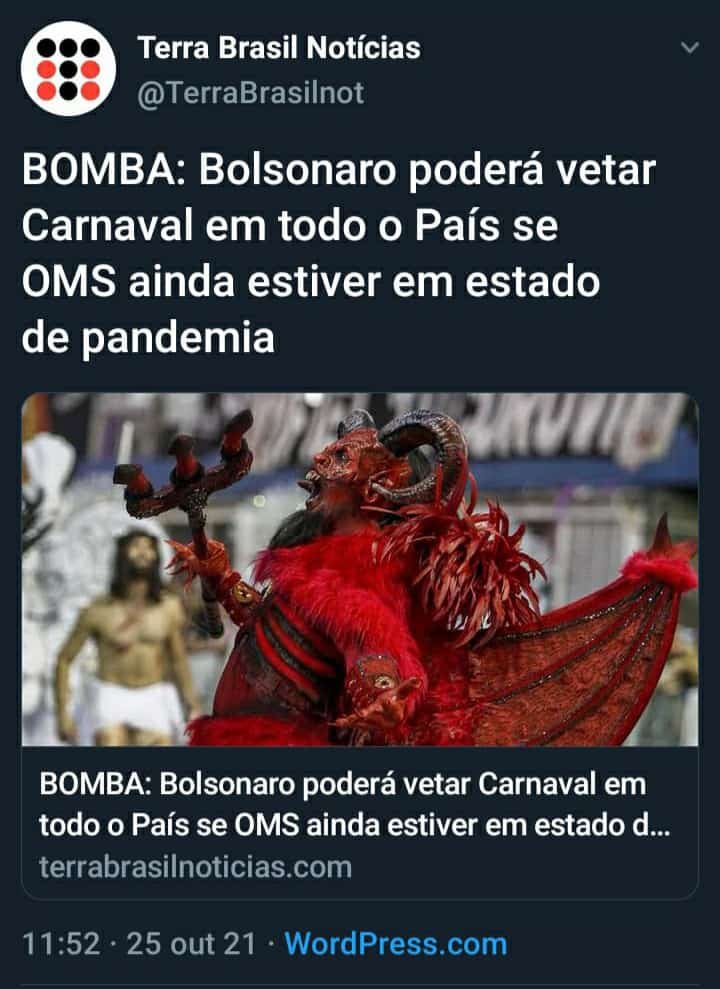 Terra Brasil Notícias
@TerraBrasilnot
BOMBA: Bolsonaro poderá vetar
Carnaval em todo o País se
OMS ainda estiver em estado
de pandemia
BOMBA: Bolsonaro poderá vetar Carnaval em
todo o País se OMS ainda estiver em estado d...
terrabrasilnoticias.com
11:52 · 25 out 21 · WordPress.com